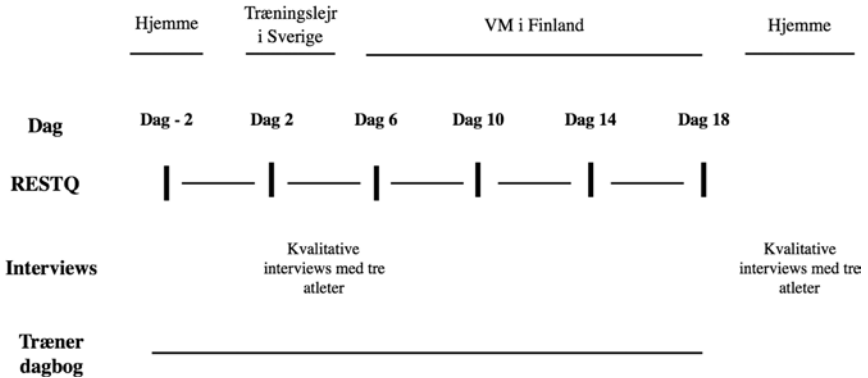 Hjemme
Træningslejr
i Sverige
VM i Finland
Hjemme
Dag
Dag - 2
Dag 2
Dag 6
Dag 10
Dag 14
Dag 18
RESTQ
Interviews
Kvalitative
interviews med tre
atleter
Kvalitative
interviews med tre
atleter
Træner
dagbog